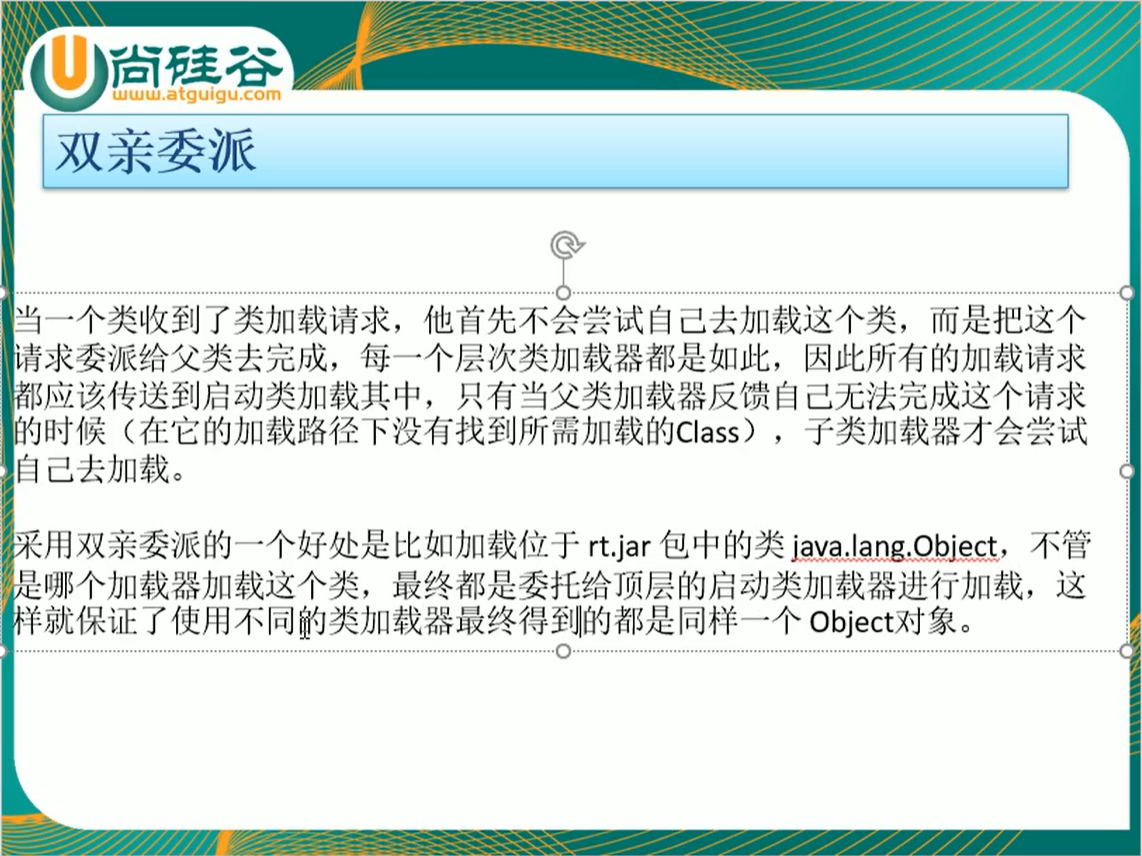 尚硅谷
www.atguigu.com
双亲委派
当一个类收到了类加载请求，他首先不会尝试自己去加载这个类，而是把这个
请求委派给父类去完成，每一个层次类加载器都是如此，因此所有的加载请求
都应该传送到启动类加载其中，只有当父类加载器反馈自己无法完成这个请求
的时候（在它的加载路径下没有找到所需加载的Class），子类加载器才会尝试
自己去加载。
采用双亲委派的一个好处是比如加载位于 rt.jar 包中的类 java.lang.Object，不管
是哪个加载器加载这个类，最终都是委托给顶层的启动类加载器进行加载，这
样就保证了使用不同的类加载器最终得到的都是同样一个 Object对象。